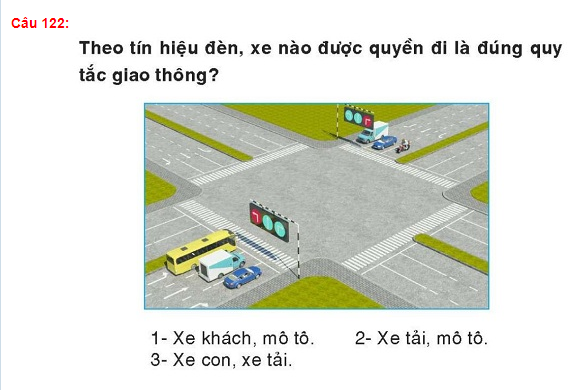 Câu 122:
Theo tín hiệu đèn, xe nào được quyền đi là đúng quy
tắc giao thông?
1- Xe khách, mô tô. 2- Xe tải, mô tô.
3- Xe con, xe tải.